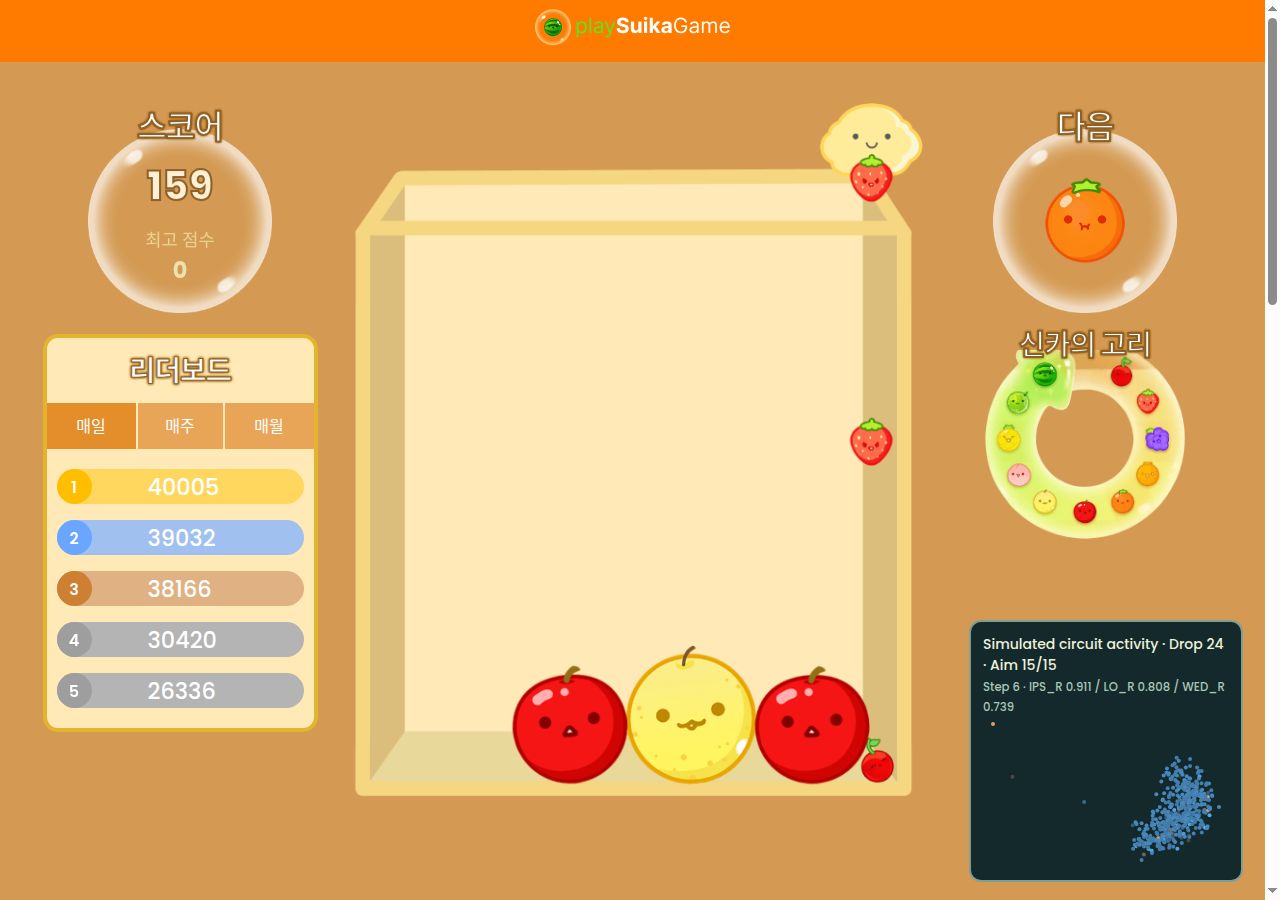 playSuikaGame
스코어
159
최고 점수
0
다음
리더보드
매일 매주 매월
1 40005
2 39032
3 38166
4 30420
5 26336
신카의 고리
Simulated circuit activity · Drop 24
· Aim 15/15
Step 6 · IPS_R 0.911 / LO_R 0.808 / WED_R
0.739